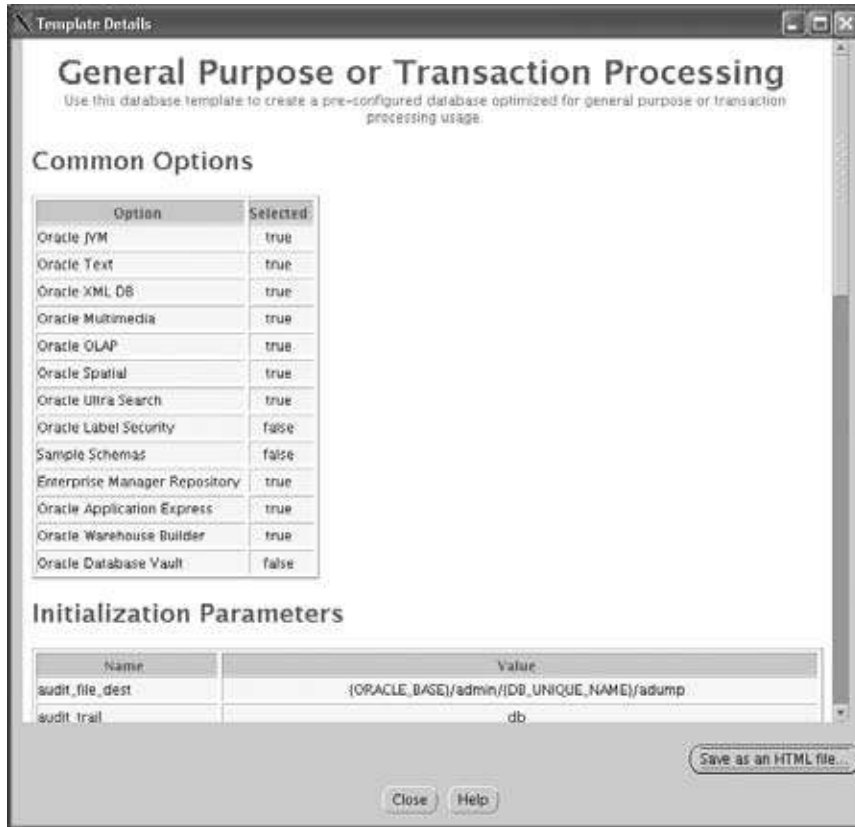 Template Details
General Purpose or Transaction Processing
Use this database template to create a pre-configured database optimized for general purpose or transaction
processing usage.
Common Options
Option Selected
Oracle JVM true
Oracle Text true
Oracle XML DB true
Oracle Multimedia true
Oracle OLAP true
Oracle Spatial true
Oracle Ultra Search true
Oracle Label Security false
Sample Schemas false
Enterprise Manager Repository true
Oracle Application Express true
Oracle Warehouse Builder true
Oracle Database Vault false
Initialization Parameters
Name Value
audit_file_dest {ORACLE_BASE}/admin/{DB_UNIQUE_NAME}/adump
audit_trail db
Save as an HTML file...
Close Help